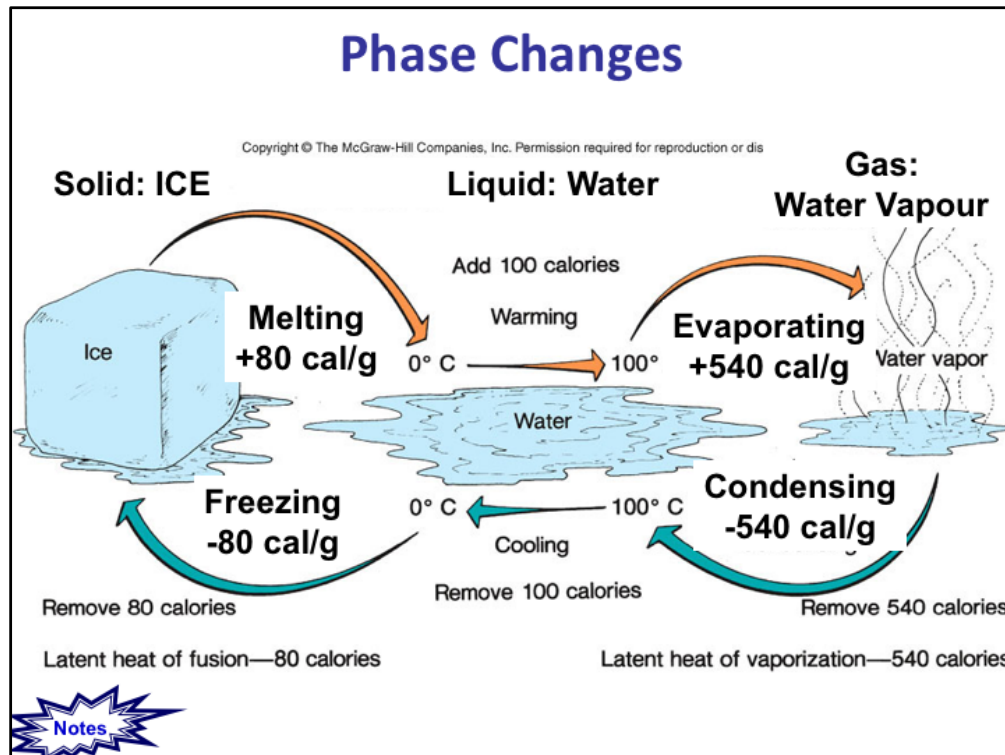 Phase Changes
Copyright © The McGraw-Hill Companies, Inc. Permission required for reproduction or dis
Solid: ICE
Liquid: Water
Gas:
Water Vapour
Add 100 calories
Melting
+80 cal/g
Warming
Evaporating
+540 cal/g
Ice
0° C
100°
Water vapor
Water
Freezing
-80 cal/g
0° C
100° C
Condensing
-540 cal/g
Cooling
Remove 80 calories
Remove 100 calories
Remove 540 calories
Latent heat of fusion—80 calories
Latent heat of vaporization—540 calories
Notes